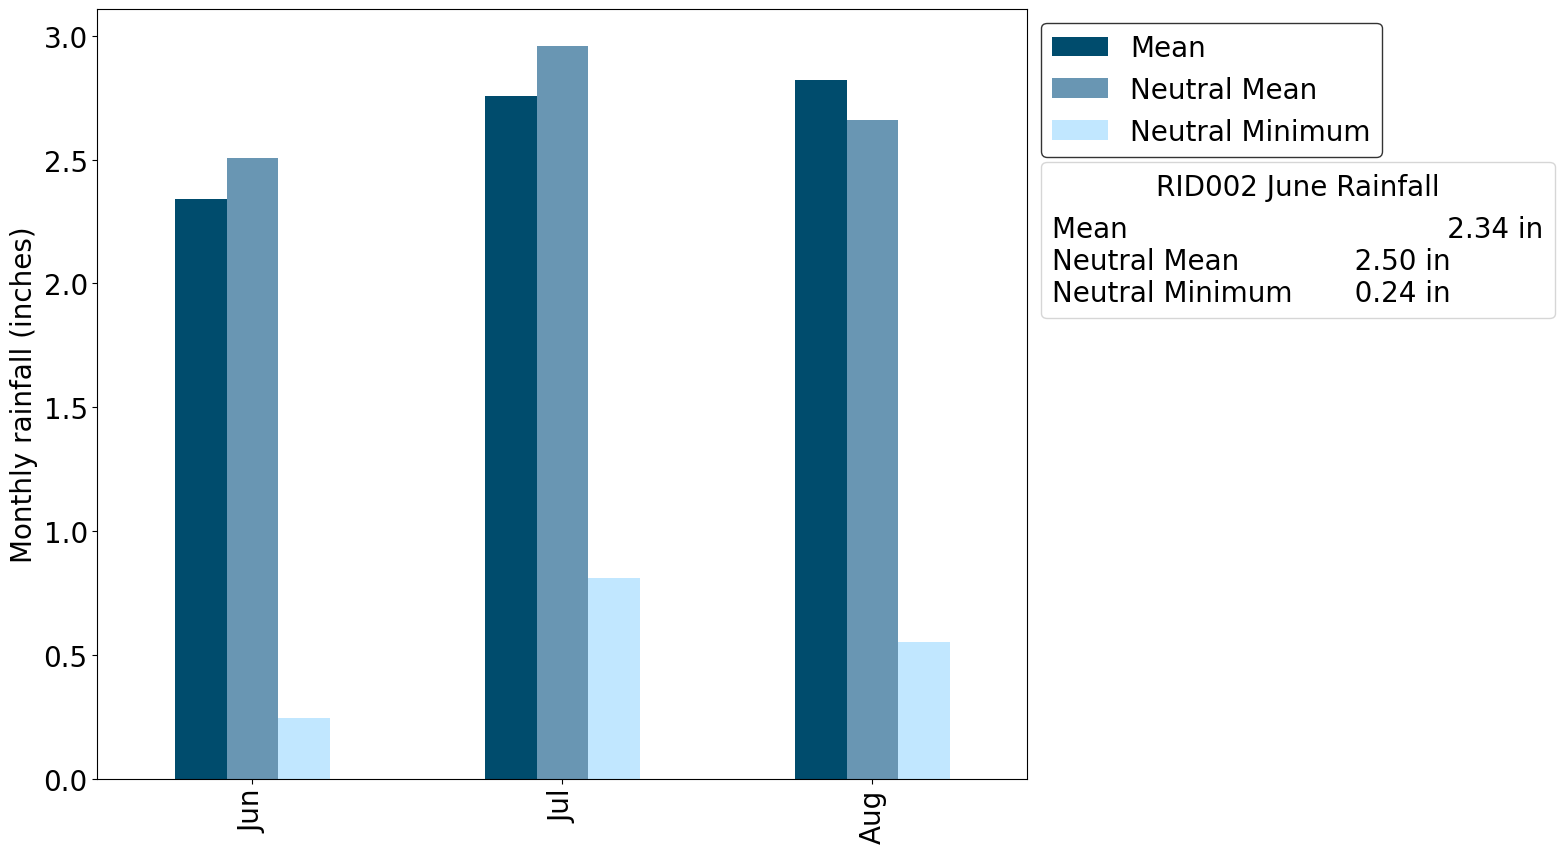 3.0
2.5
2.0
1.5
1.0
0.5
0.0
Monthly rainfall (inches)
Jun
Jul
Aug
Mean
Neutral Mean
Neutral Minimum
RID002 June Rainfall
Mean 2.34 in
Neutral Mean 2.50 in
Neutral Minimum 0.24 in